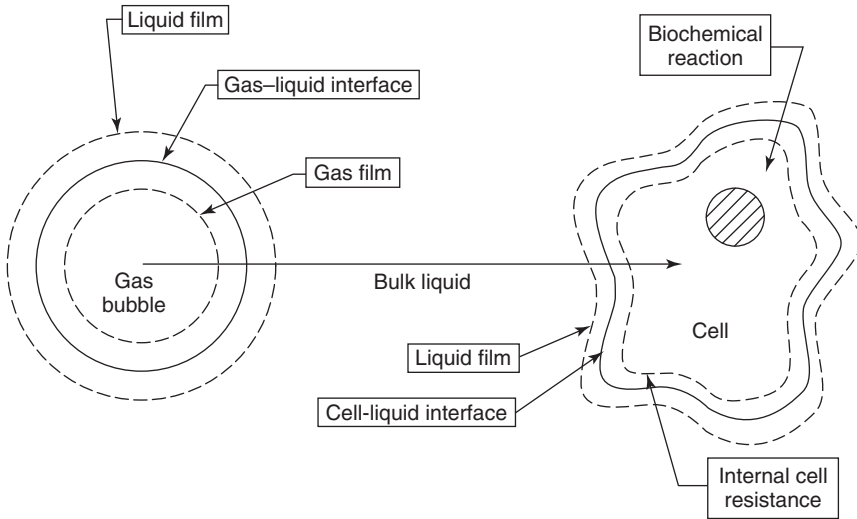 Liquid film
Gas–liquid interface
Gas film
Gas
bubble
Bulk liquid
Biochemical
reaction
Cell
Liquid film
Cell-liquid interface
Internal cell
resistance